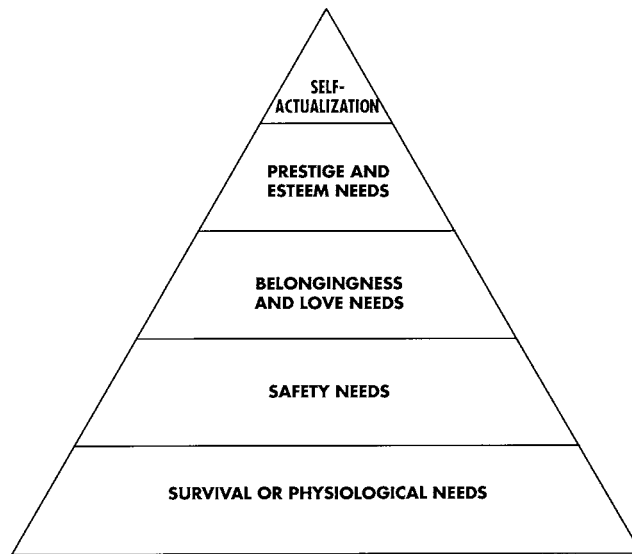 SELF-
ACTUALIZATION
PRESTIGE AND
ESTEEM NEEDS
BELONGINGNESS
AND LOVE NEEDS
SAFETY NEEDS
SURVIVAL OR PHYSIOLOGICAL NEEDS